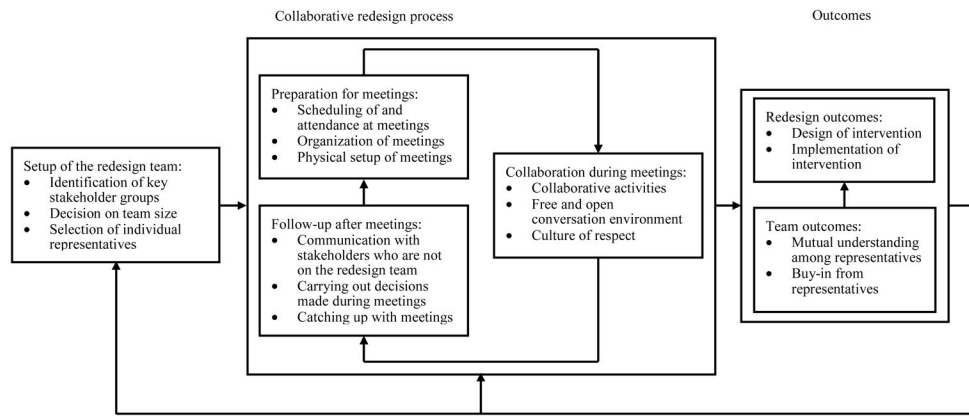 Collaborative redesign process
Outcomes
Setup of the redesign team:
• Identification of key
stakeholder groups
• Decision on team size
• Selection of individual
representatives
Preparation for meetings:
• Scheduling of and
attendance at meetings
• Organization of meetings
• Physical setup of meetings
Follow-up after meetings:
• Communication with
stakeholders who are not
on the redesign team
• Carrying out decisions
made during meetings
• Catching up with meetings
Collaboration during meetings:
• Collaborative activities
• Free and open
conversation environment
• Culture of respect
Redesign outcomes:
• Design of intervention
• Implementation of
intervention
Team outcomes:
• Mutual understanding
among representatives
• Buy-in from
representatives